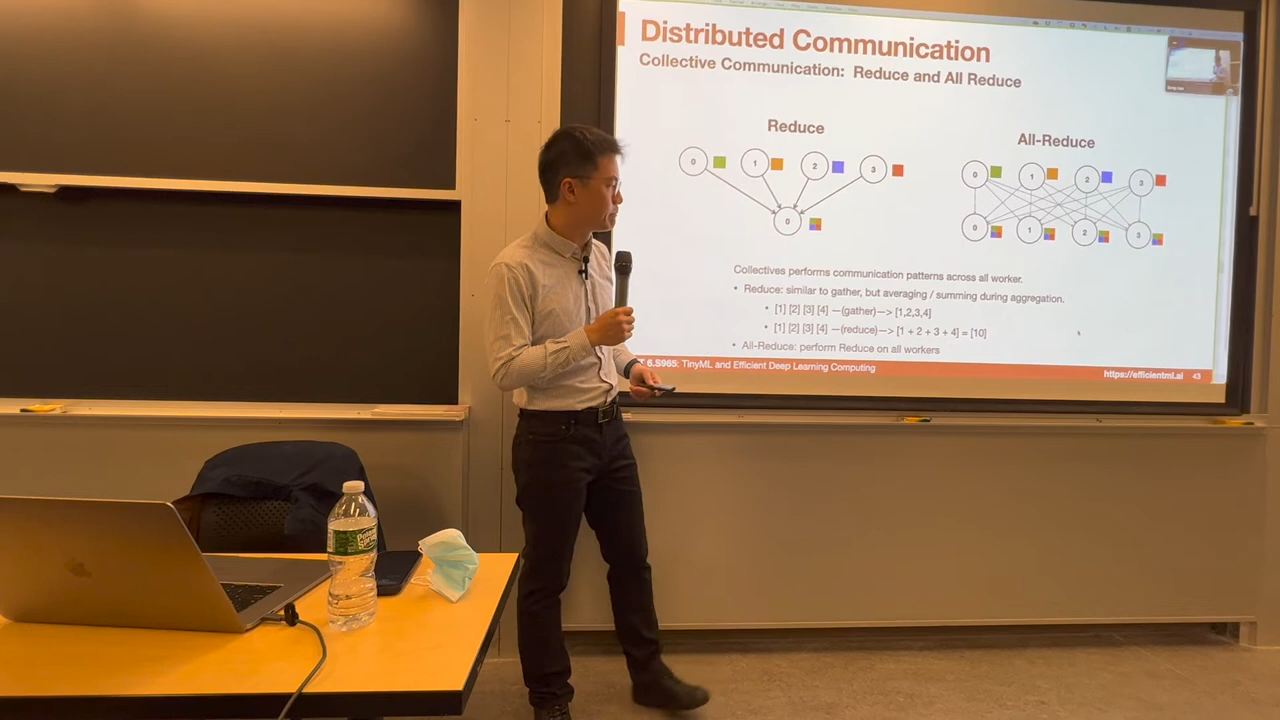 Distributed Communication
Collective Communication: Reduce and All Reduce
Reduce
All-Reduce
0 1 2 3
0
0 1 2 3
0 1 2 3
Collectives performs communication patterns across all worker.
• Reduce: similar to gather, but averaging / summing during aggregation.
• [1] [2] [3] [4] —(gather)—> [1,2,3,4]
• [1] [2] [3] [4] —(reduce)—> [1 + 2 + 3 + 4] = [10]
• All-Reduce: perform Reduce on all workers
6.S965: TinyML and Efficient Deep Learning Computing
https://efficientml.ai 43